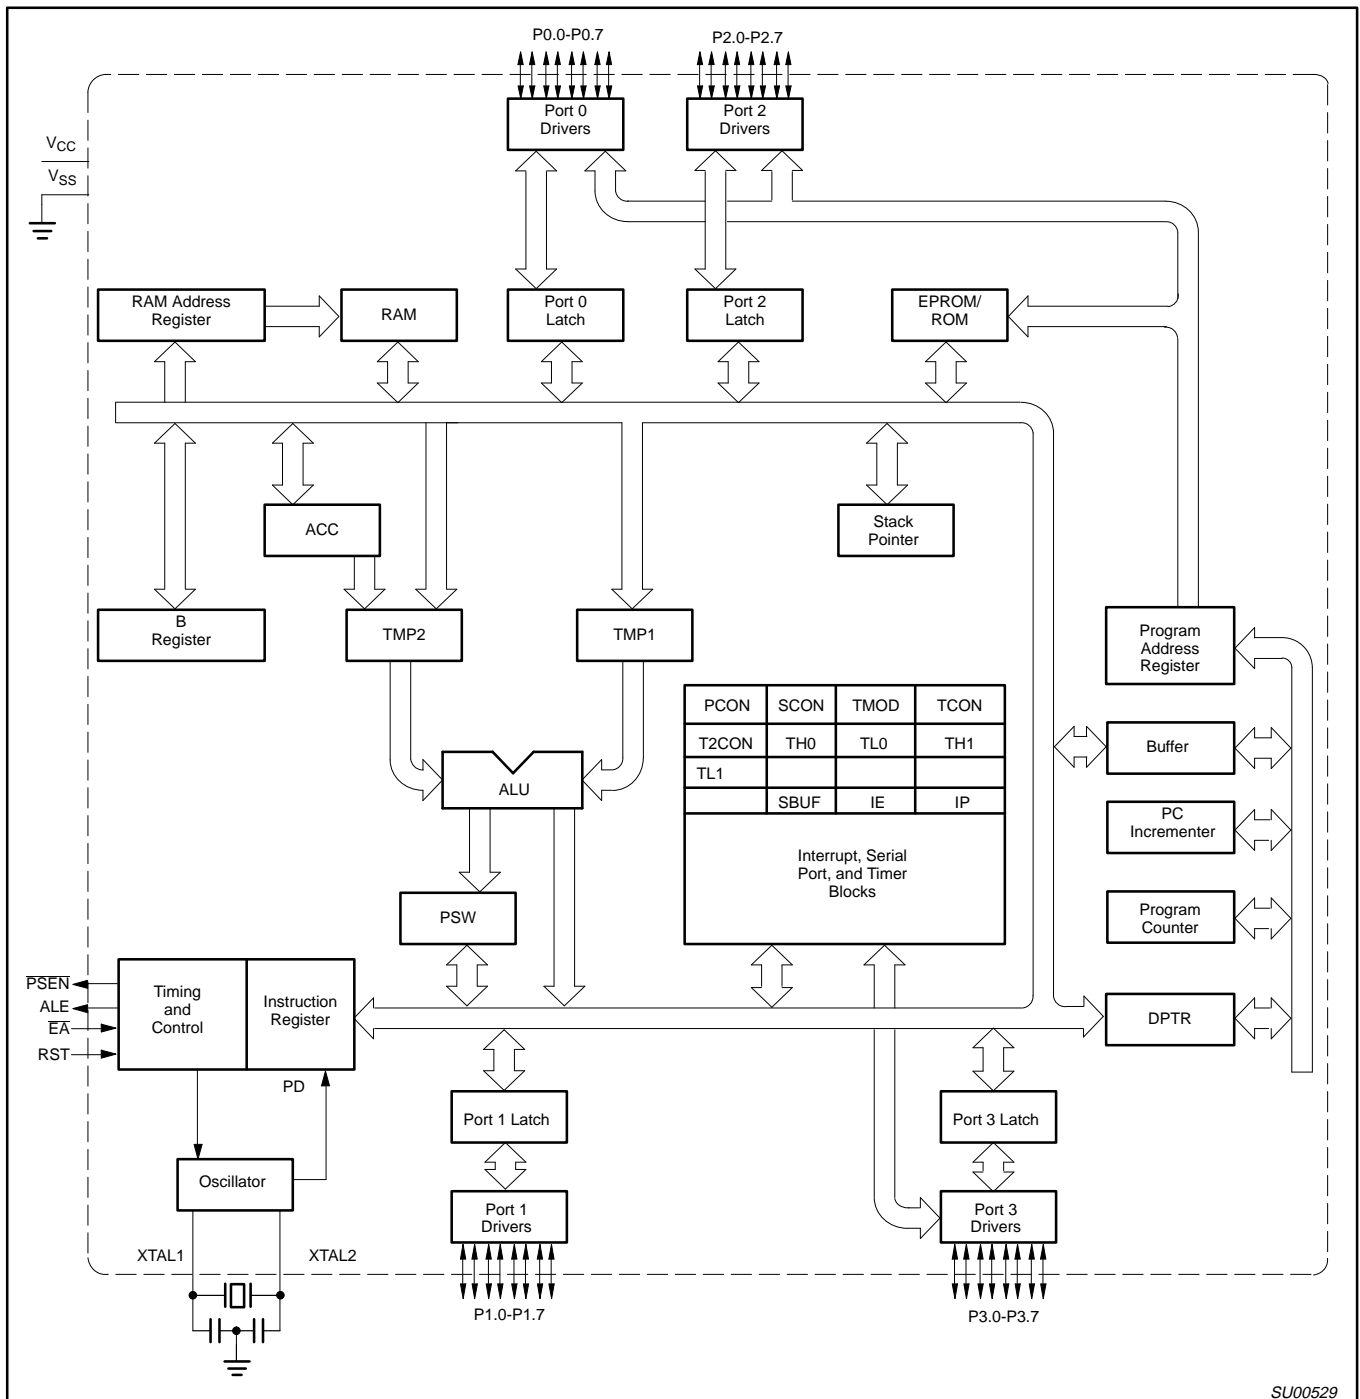 P0.0-P0.7
P2.0-P2.7
Port 0
Drivers
Port 2
Drivers
VCC
VSS
RAM Address
Register
RAM
Port 0
Latch
Port 2
Latch
EPROM/
ROM
ACC
Stack
Pointer
B
Register
TMP2
TMP1
Program
Address
Register
PCON SCON TMOD TCON
T2CON TH0 TL0 TH1
TL1
SBUF IE IP
Interrupt, Serial
Port, and Timer
Blocks
Buffer
ALU
PC
Incrementer
PSW
Program
Counter
PSEN
ALE
EA
RST
Timing
and
Control
Instruction
Register
DPTR
PD
Port 1 Latch
Port 3 Latch
Oscillator
Port 1
Drivers
Port 3
Drivers
XTAL1
XTAL2
P1.0-P1.7
P3.0-P3.7
SU00529